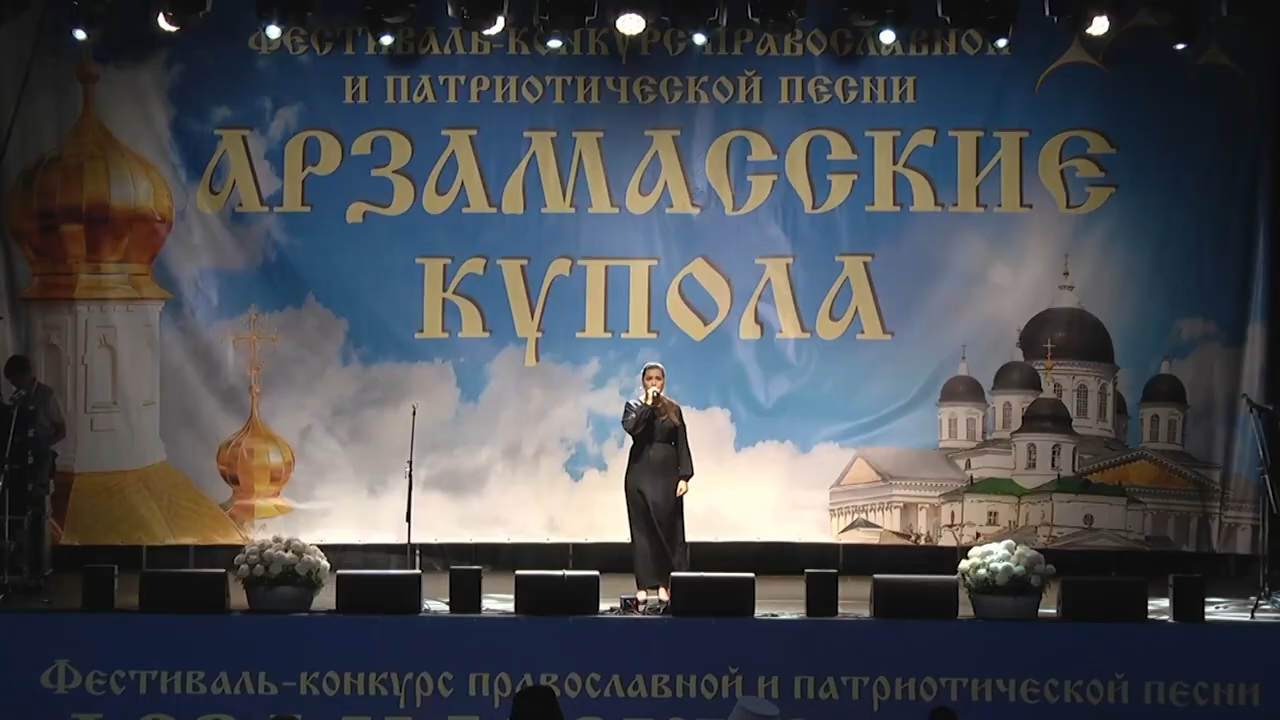 ФЕСТИВАЛЬ-КОНКУРС ПРАВОСЛАВНОЙ
И ПАТРИОТИЧЕСКОЙ ПЕСНИ
АРЗАМАССКИЕ
КУПОЛА
Фестиваль-конкурс православной и патриотической песни